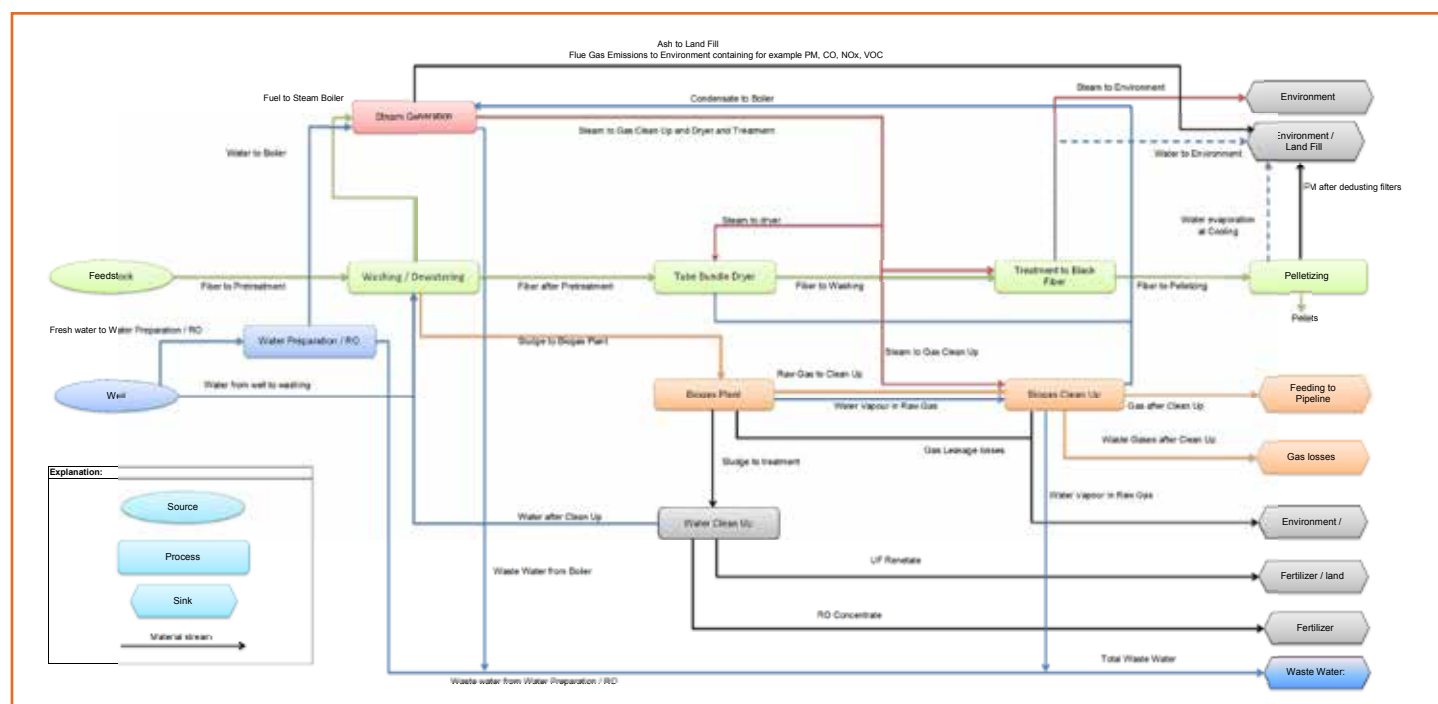 Ash to Land Fill
Flue Gas Emissions to Environment containing for example PM, CO, NOx, VOC
Steam to Environment
Fuel to Steam Boiler
Condensate to Boiler
Environment
Steam Generation
Steam to Gas Clean Up and Dryer and Treatment
Environment /
Land Fill
Water to Boiler
Water to Environment
PM after dedusting filters
Steam to dryer
Water evaporation
at Cooling
Feedstock
Washing / Dewatering
Tube Bundle Dryer
Treatment to Black
Fiber
Pelletizing
Fiber to Pretreatment
Fiber after Pretreatment
Fiber to Washing
Fiber to Pelletizing
Pellets
Fresh water to Water Preparation / RO
Water Preparation / RO
Sludge to Biogas Plant
Steam to Gas Clean Up
Raw Gas to Clean Up
Water from well to washing
Well
Biogas Plant
Biogas Clean Up
Feeding to
Pipeline
Water Vapour in Raw Gas
Gas after Clean Up
Waste Gases after Clean Up
Gas Leakage losses
Gas losses
Sludge to treatment
Explanation:
Water Vapour in Raw Gas
Source
Water after Clean Up
Water Clean Up
Environment /
Process
UF Renetate
Waste Water from Boiler
Fertilizer / land
Sink
RO Concentrate
Fertilizer
Material stream
Total Waste Water
Waste Water:
Waste water from Water Preparation / RO